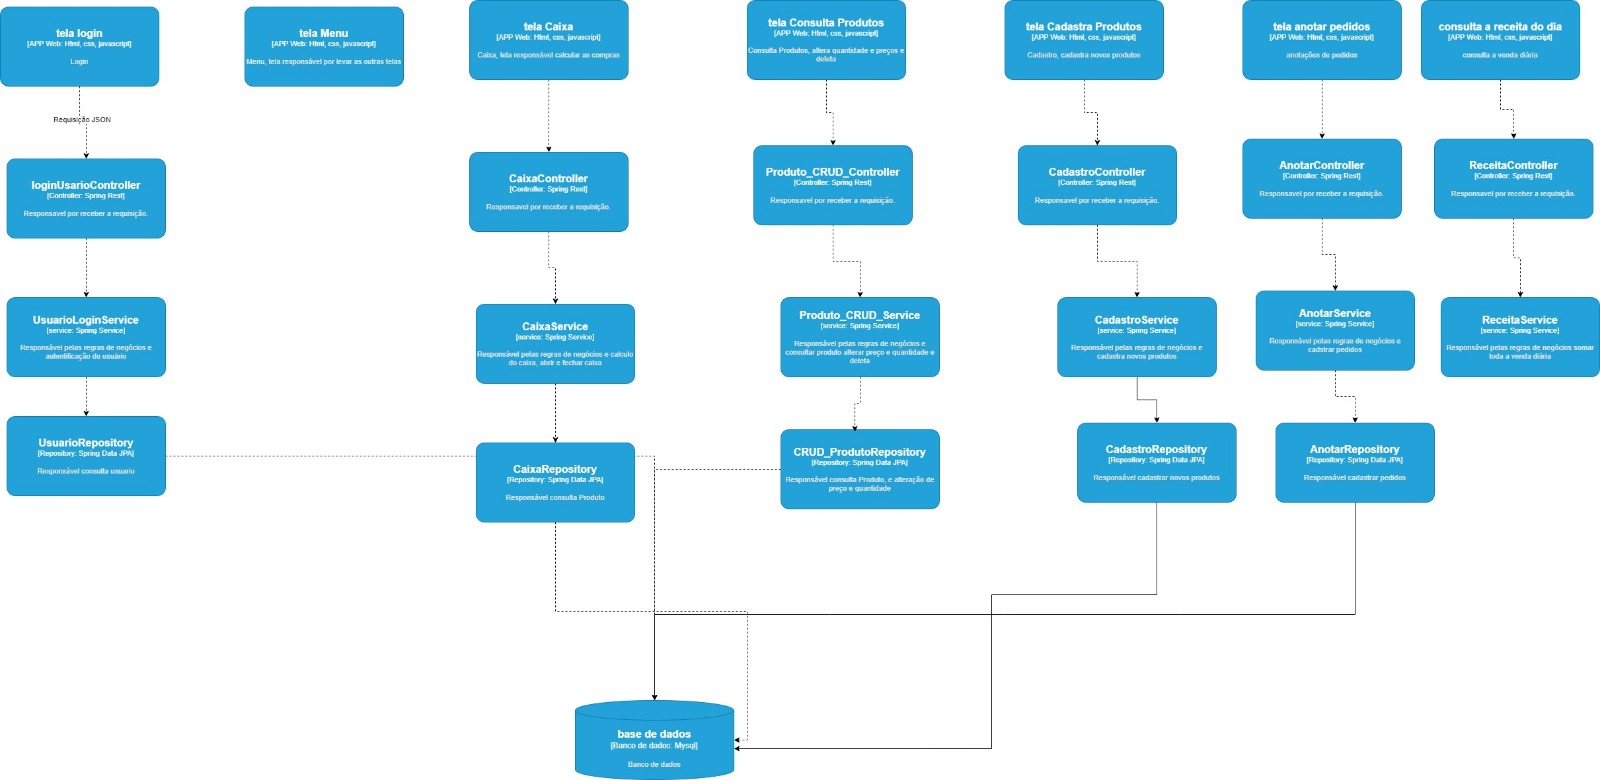 tela login
[APP Web: Html, css, javascript]
Login
tela Menu
[APP Web: Html, css, javascript]
Menu, tela responsável por levar as outras telas
tela Caixa
[APP Web: Html, css, javascript]
Caixa, tela responsável calcular as compran
tela Consulta Produtos
[APP Web: Html, css, javascript]
Consulta Produtos, altera quantidade e preços e
deleta
tela Cadastra Produtos
[APP Web: Html, css, javascript]
Cadastro, cadastra novos produtos
tela anotar pedidos
[APP Web: Html, css, javascript]
anotações de pedidos
consulta a receita do dia
[APP Web: Html, css, javascript]
consulta a venda diária
Requisição JSON
loginUsarioController
[Controller: Spring Rest]
Responsavel por receber a requisição.
CaixaController
[Controller: Spring Rest]
Responsavel por receber a requisição.
Produto_CRUD_Controller
[Controller: Spring Rest]
Responsavel por receber a requisição.
CadastroController
[Controller: Spring Rest]
Responsavel por receber a requisição.
AnotarController
[Controller: Spring Rest]
Responsavel por receber a requisição.
ReceitaController
[Controller: Spring Rest]
Responsavel por receber a requisição.
UsuarioLoginService
[service: Spring Service]
Responsável pelas regras de negócios e
autentificação do usuário
CaixaService
[service: Spring Service]
Responsável pelas regras de negócios e calculo
do caixa, abrir e fechar caixa
Produto_CRUD_Service
[service: Spring Service]
Responsável pelas regras de negócios e
consultar produto alterar preço e quantidade e
deleta
CadastroService
[service: Spring Service]
Responsável pelas regras de negócios e
cadastra novos produtos
AnotarService
[service: Spring Service]
Responsável pelas regras de negócios e
cadstrar pedidos
ReceitaService
[service: Spring Service]
Responsável pelas regras de negócios somar
toda a venda diária
UsuarioRepository
[Repository: Spring Data JPA]
Responsável consulta usuario
CaixaRepository
[Repository: Spring Data JPA]
Responsável consulta Produto
CRUD_ProdutoRepository
[Repository: Spring Data JPA]
Responsável consulta Produto, e alteração de
preço e quantidade
CadastroRepository
[Repository: Spring Data JPA]
Responsável cadastrar novos produtos
AnotarRepository
[Repository: Spring Data JPA]
Responsável cadastrar pedidos
base de dados
[Banco de dados: Mysql]
Banco de dados